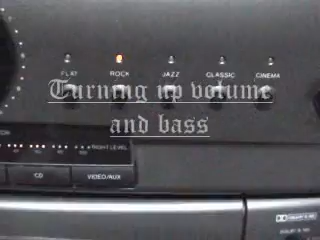 FLAT ROCK JAZZ CLASSIC CINEMA
Turning up volume
and bass
CD VIDEO/AUX